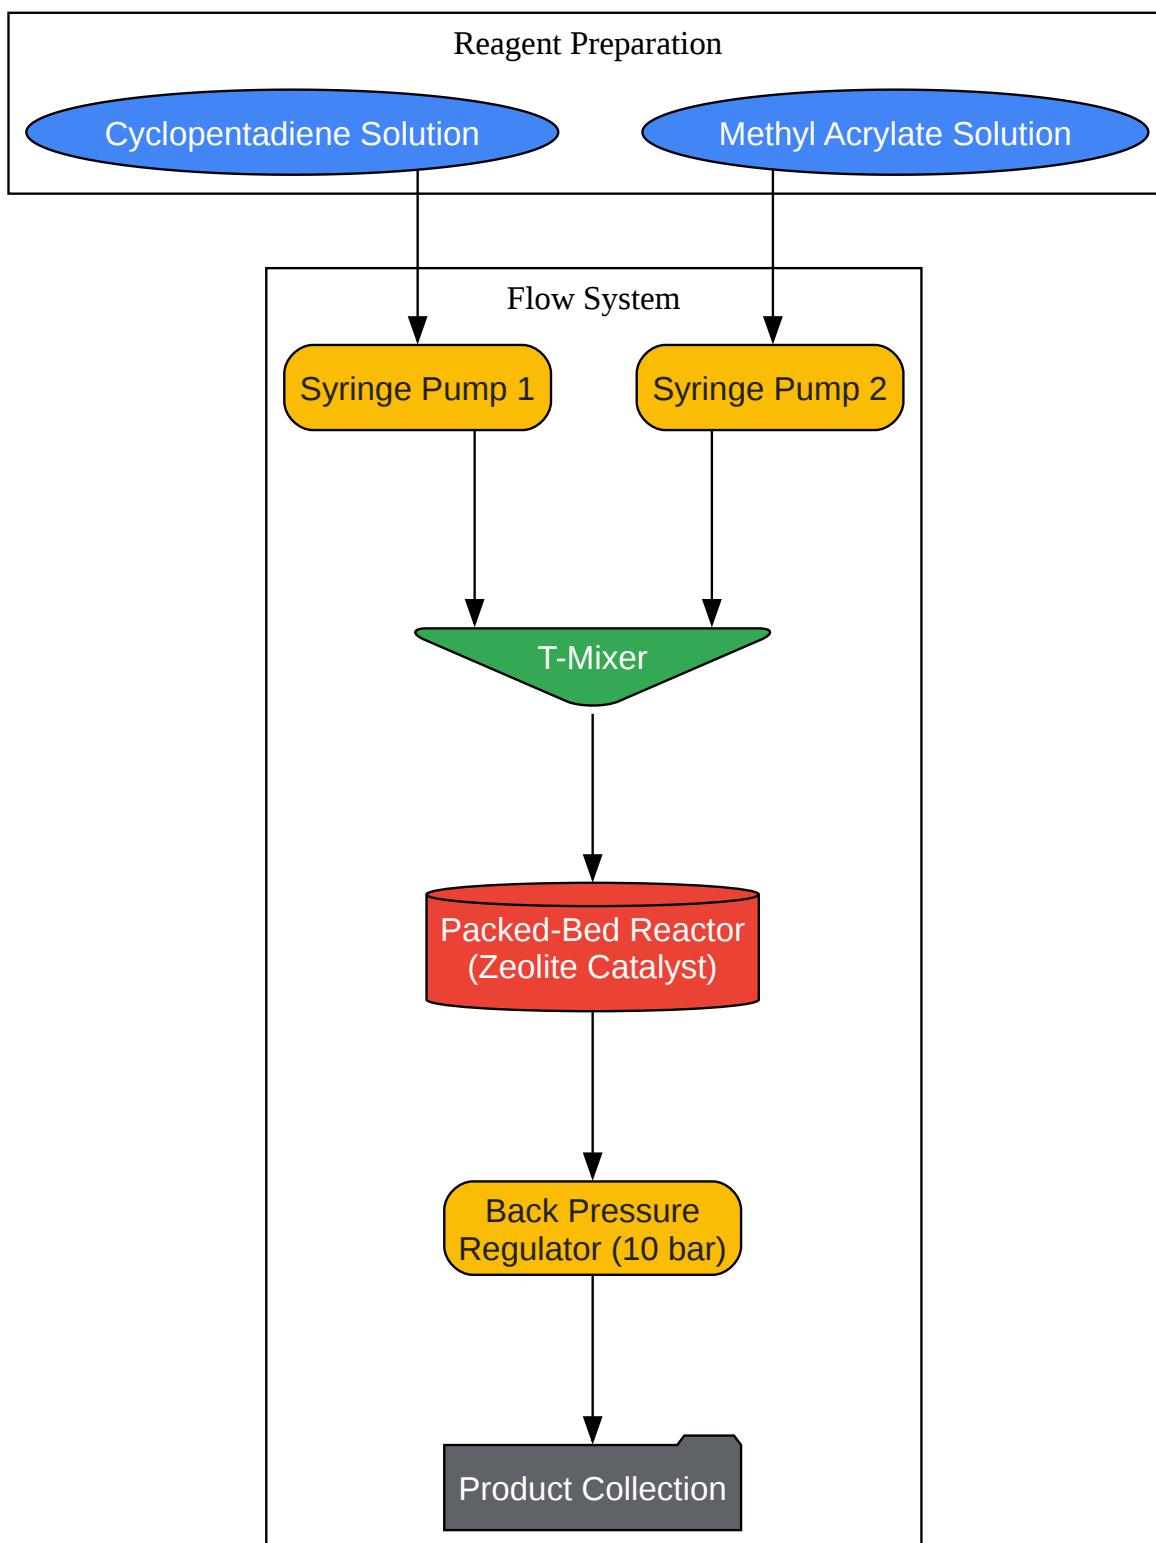 Reagent Preparation
Cyclopentadiene Solution
Methyl Acrylate Solution
Flow System
Syringe Pump 1
Syringe Pump 2
T-Mixer
Packed-Bed Reactor
(Zeolite Catalyst)
Back Pressure
Regulator (10 bar)
Product Collection